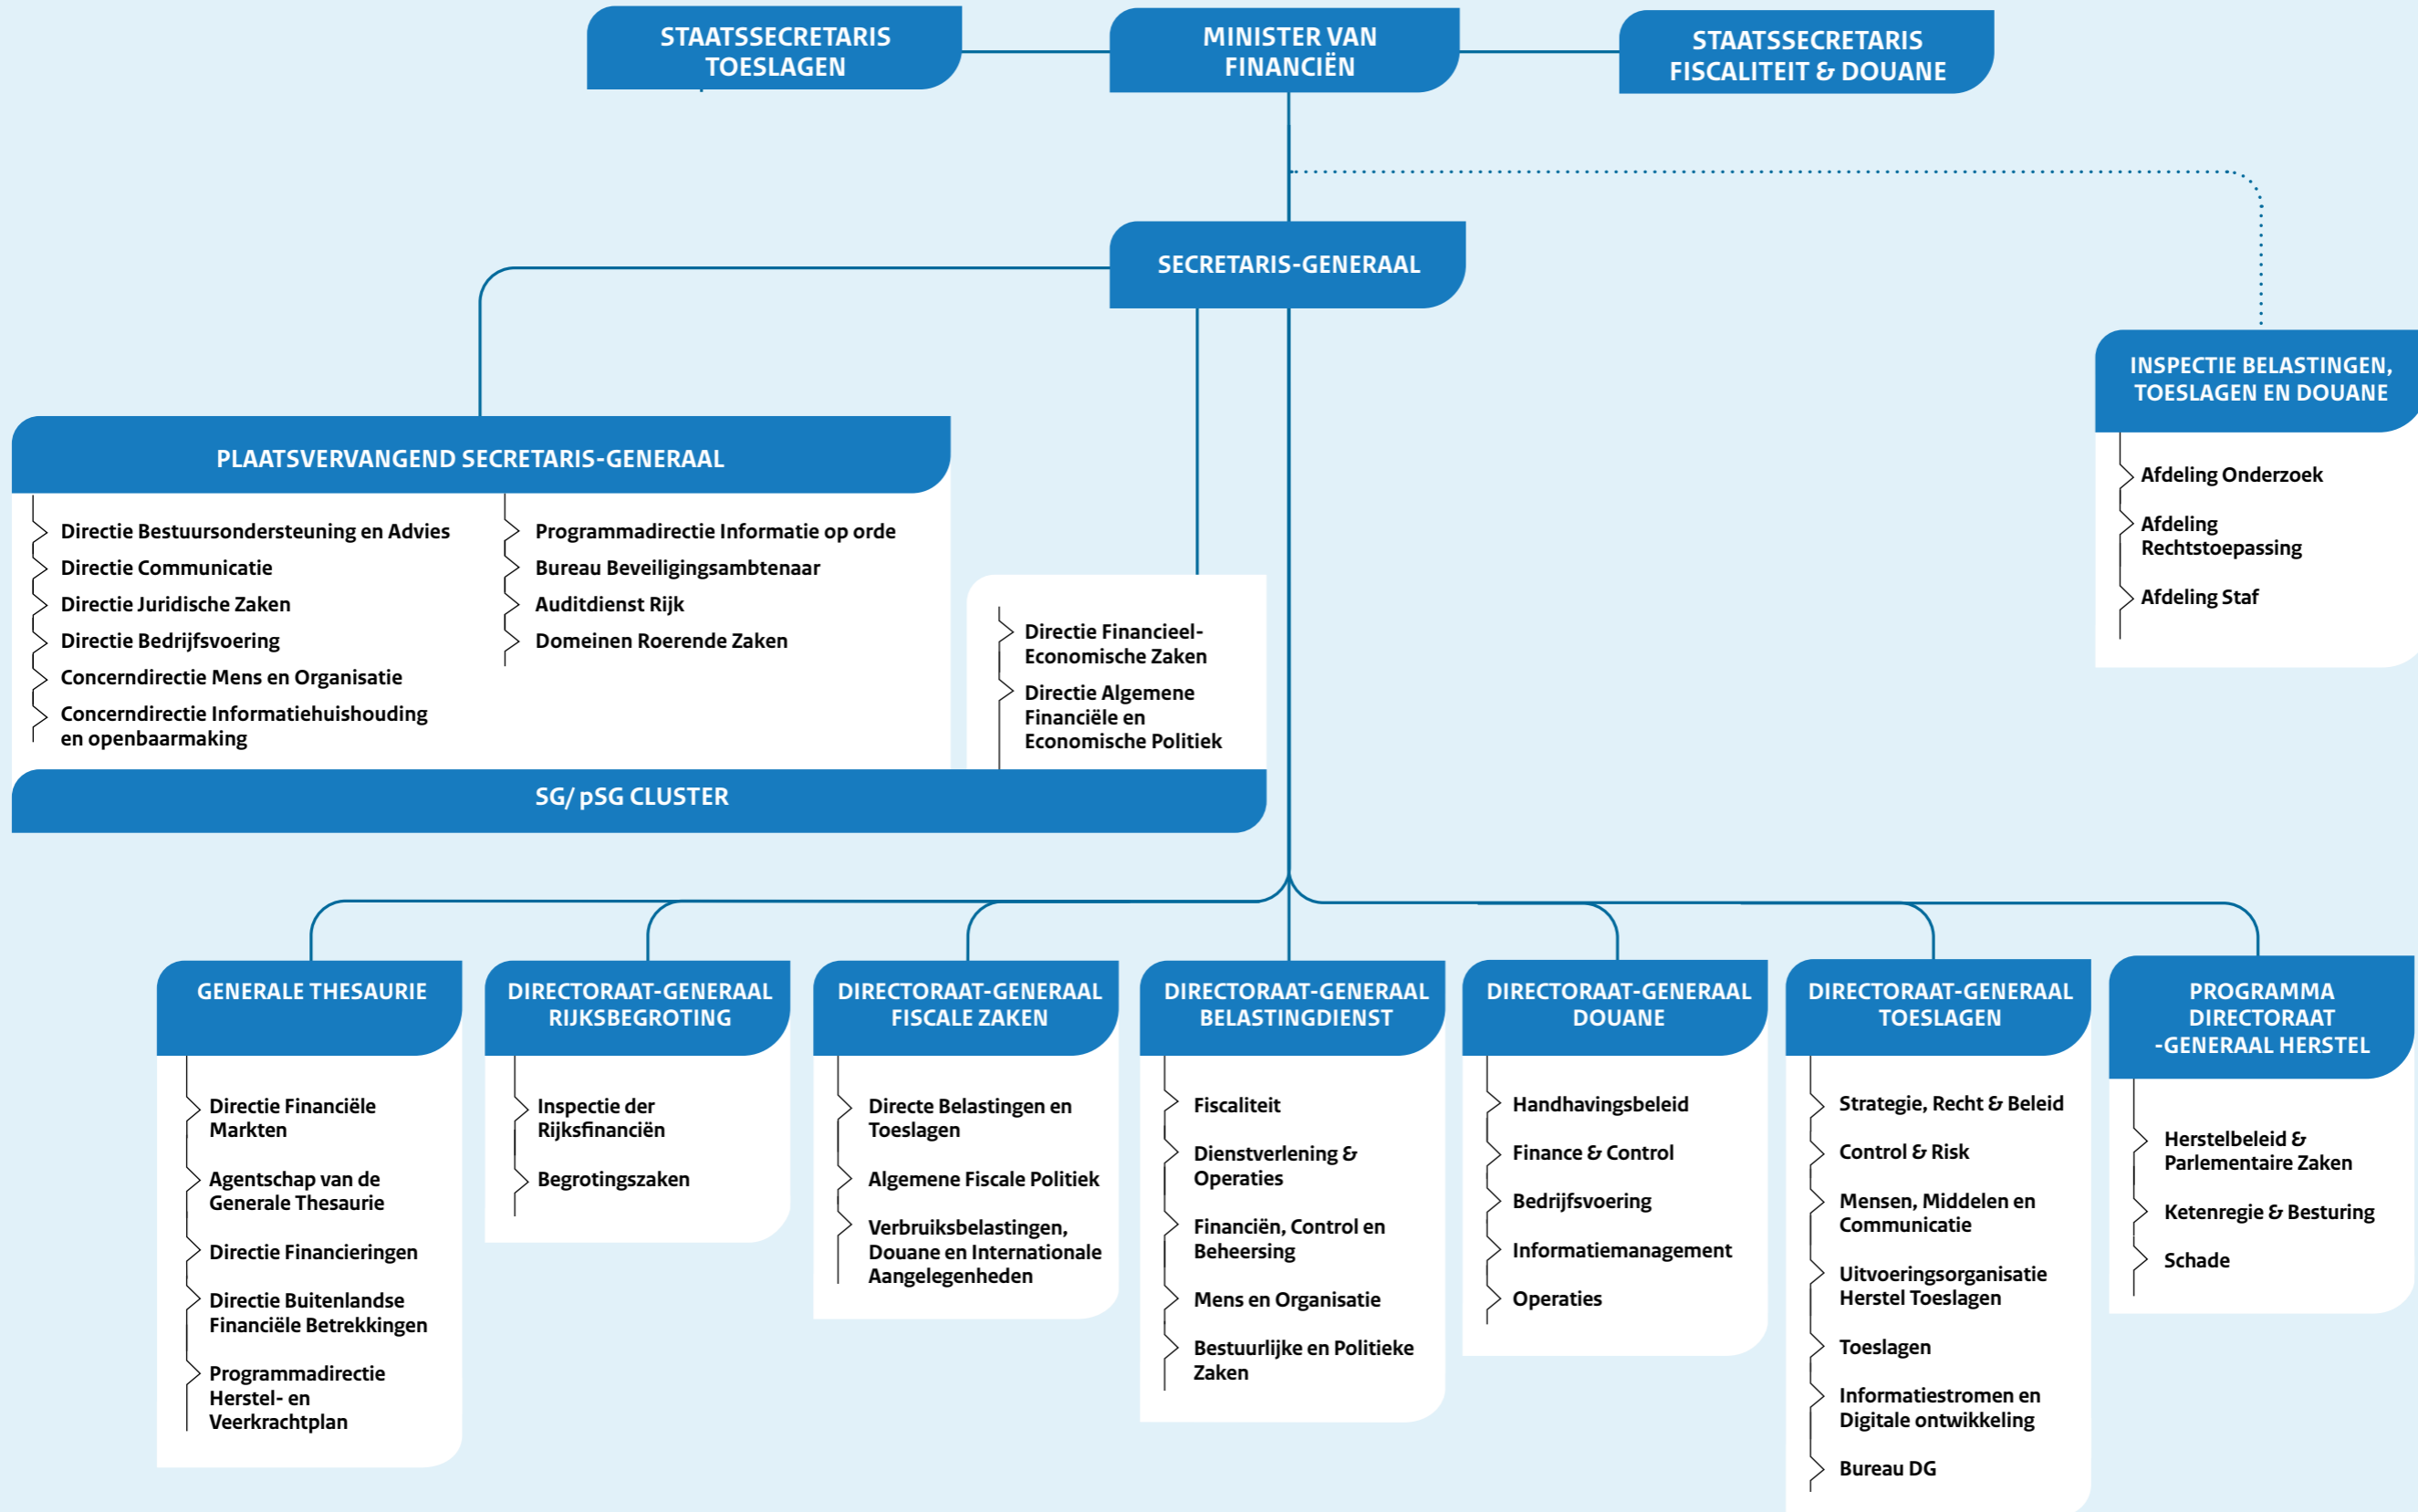 STAATSSECRETARIS
TOESLAGEN
MINISTER VAN
FINANCIËN
STAATSSECRETARIS
FISCALITEIT & DOUANE
SECRETARIS-GENERAAL
INSPECTIE BELASTINGEN,
TOESLAGEN EN DOUANE
Afdeling Onderzoek
Afdeling
Rechtstoepassing
Afdeling Staf
PLAATSVERVANGEND SECRETARIS-GENERAAL
Directie Bestuursondersteuning en Advies
Directie Communicatie
Directie Juridische Zaken
Directie Bedrijfsvoering
Concerndirectie Mens en Organisatie
Concerndirectie Informatiehuishouding
en openbaarmaking
Programmadirectie Informatie op orde
Bureau Beveiligingsambtenaar
Auditdienst Rijk
Domeinen Roerende Zaken
Directie Financieel-
Economische Zaken
Directie Algemene
Financiële en
Economische Politiek
SG/ pSG CLUSTER
GENERALE THESAURIE
Directie Financiële
Markten
Agentschap van de
Generale Thesaurie
Directie Financieringen
Directie Buitenlandse
Financiële Betrekkingen
Programmadirectie
Herstel- en
Veerkrachtplan
DIRECTORAAT-GENERAAL
RIJKSBEGROTING
Inspectie der
Rijksfinanciën
Begrotingszaken
DIRECTORAAT-GENERAAL
FISCALE ZAKEN
Directe Belastingen en
Toeslagen
Algemene Fiscale Politiek
Verbruiksbelastingen,
Douane en Internationale
Aangelegenheden
DIRECTORAAT-GENERAAL
BELASTINGDIENST
Fiscaliteit
Dienstverlening &
Operaties
Financiën, Control en
Beheersing
Mens en Organisatie
Bestuurlijke en Politieke
Zaken
DIRECTORAAT-GENERAAL
DOUANE
Handhavingsbeleid
Finance & Control
Bedrijfsvoering
Informatiemanagement
Operaties
DIRECTORAAT-GENERAAL
TOESLAGEN
Strategie, Recht & Beleid
Control & Risk
Mensen, Middelen en
Communicatie
Uitvoeringsorganisatie
Herstel Toeslagen
Toeslagen
Informatiestromen en
Digitale ontwikkeling
Bureau DG
PROGRAMMA
DIRECTORAAT
-GENERAAL HERSTEL
Herstelbeleid &
Parlementaire Zaken
Ketenregie & Besturing
Schade